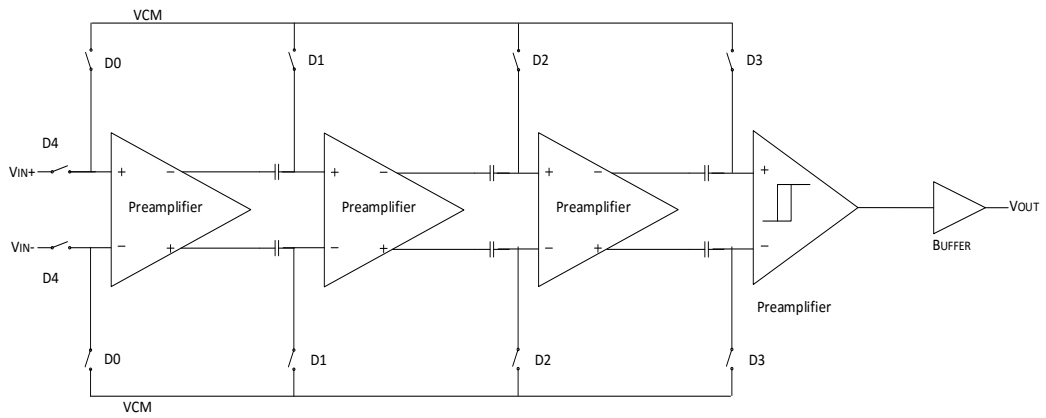 VCM
D0
D1
D2
D3
D4
VIN+
+
−
+
−
+
−
+
Preamplifier
Preamplifier
Preamplifier
VOUT
VIN-
−
+
−
+
−
+
−
BUFFER
D4
Preamplifier
D0
D1
D2
D3
VCM